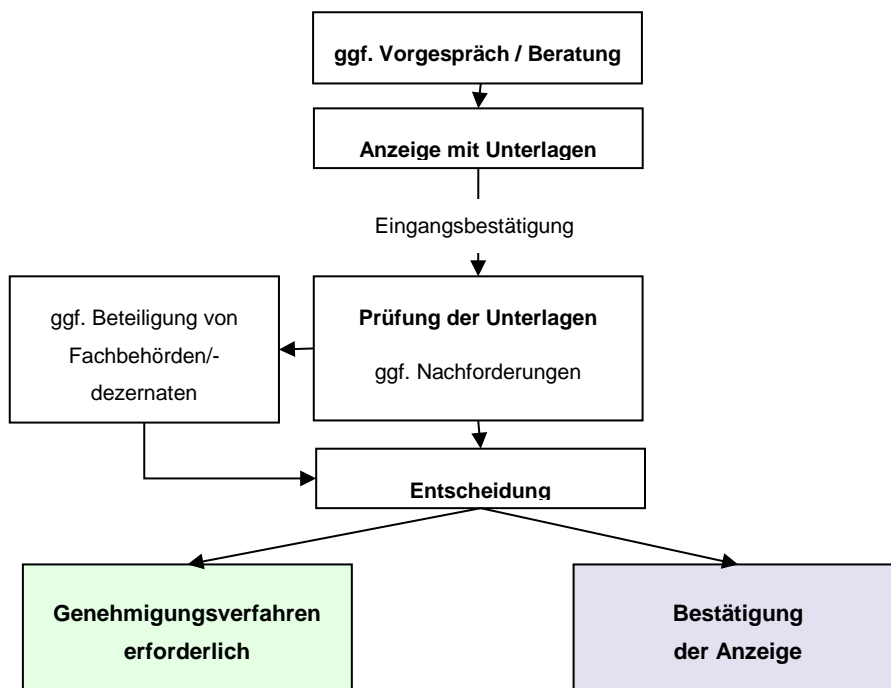 ggf. Vorgespräch / Beratung
Anzeige mit Unterlagen
Eingangsbestätigung
Prüfung der Unterlagen
ggf. Nachforderungen
ggf. Beteiligung von
Fachbehörden/-
dezernaten
Entscheidung
Genehmigungsverfahren
erforderlich
Bestätigung
der Anzeige